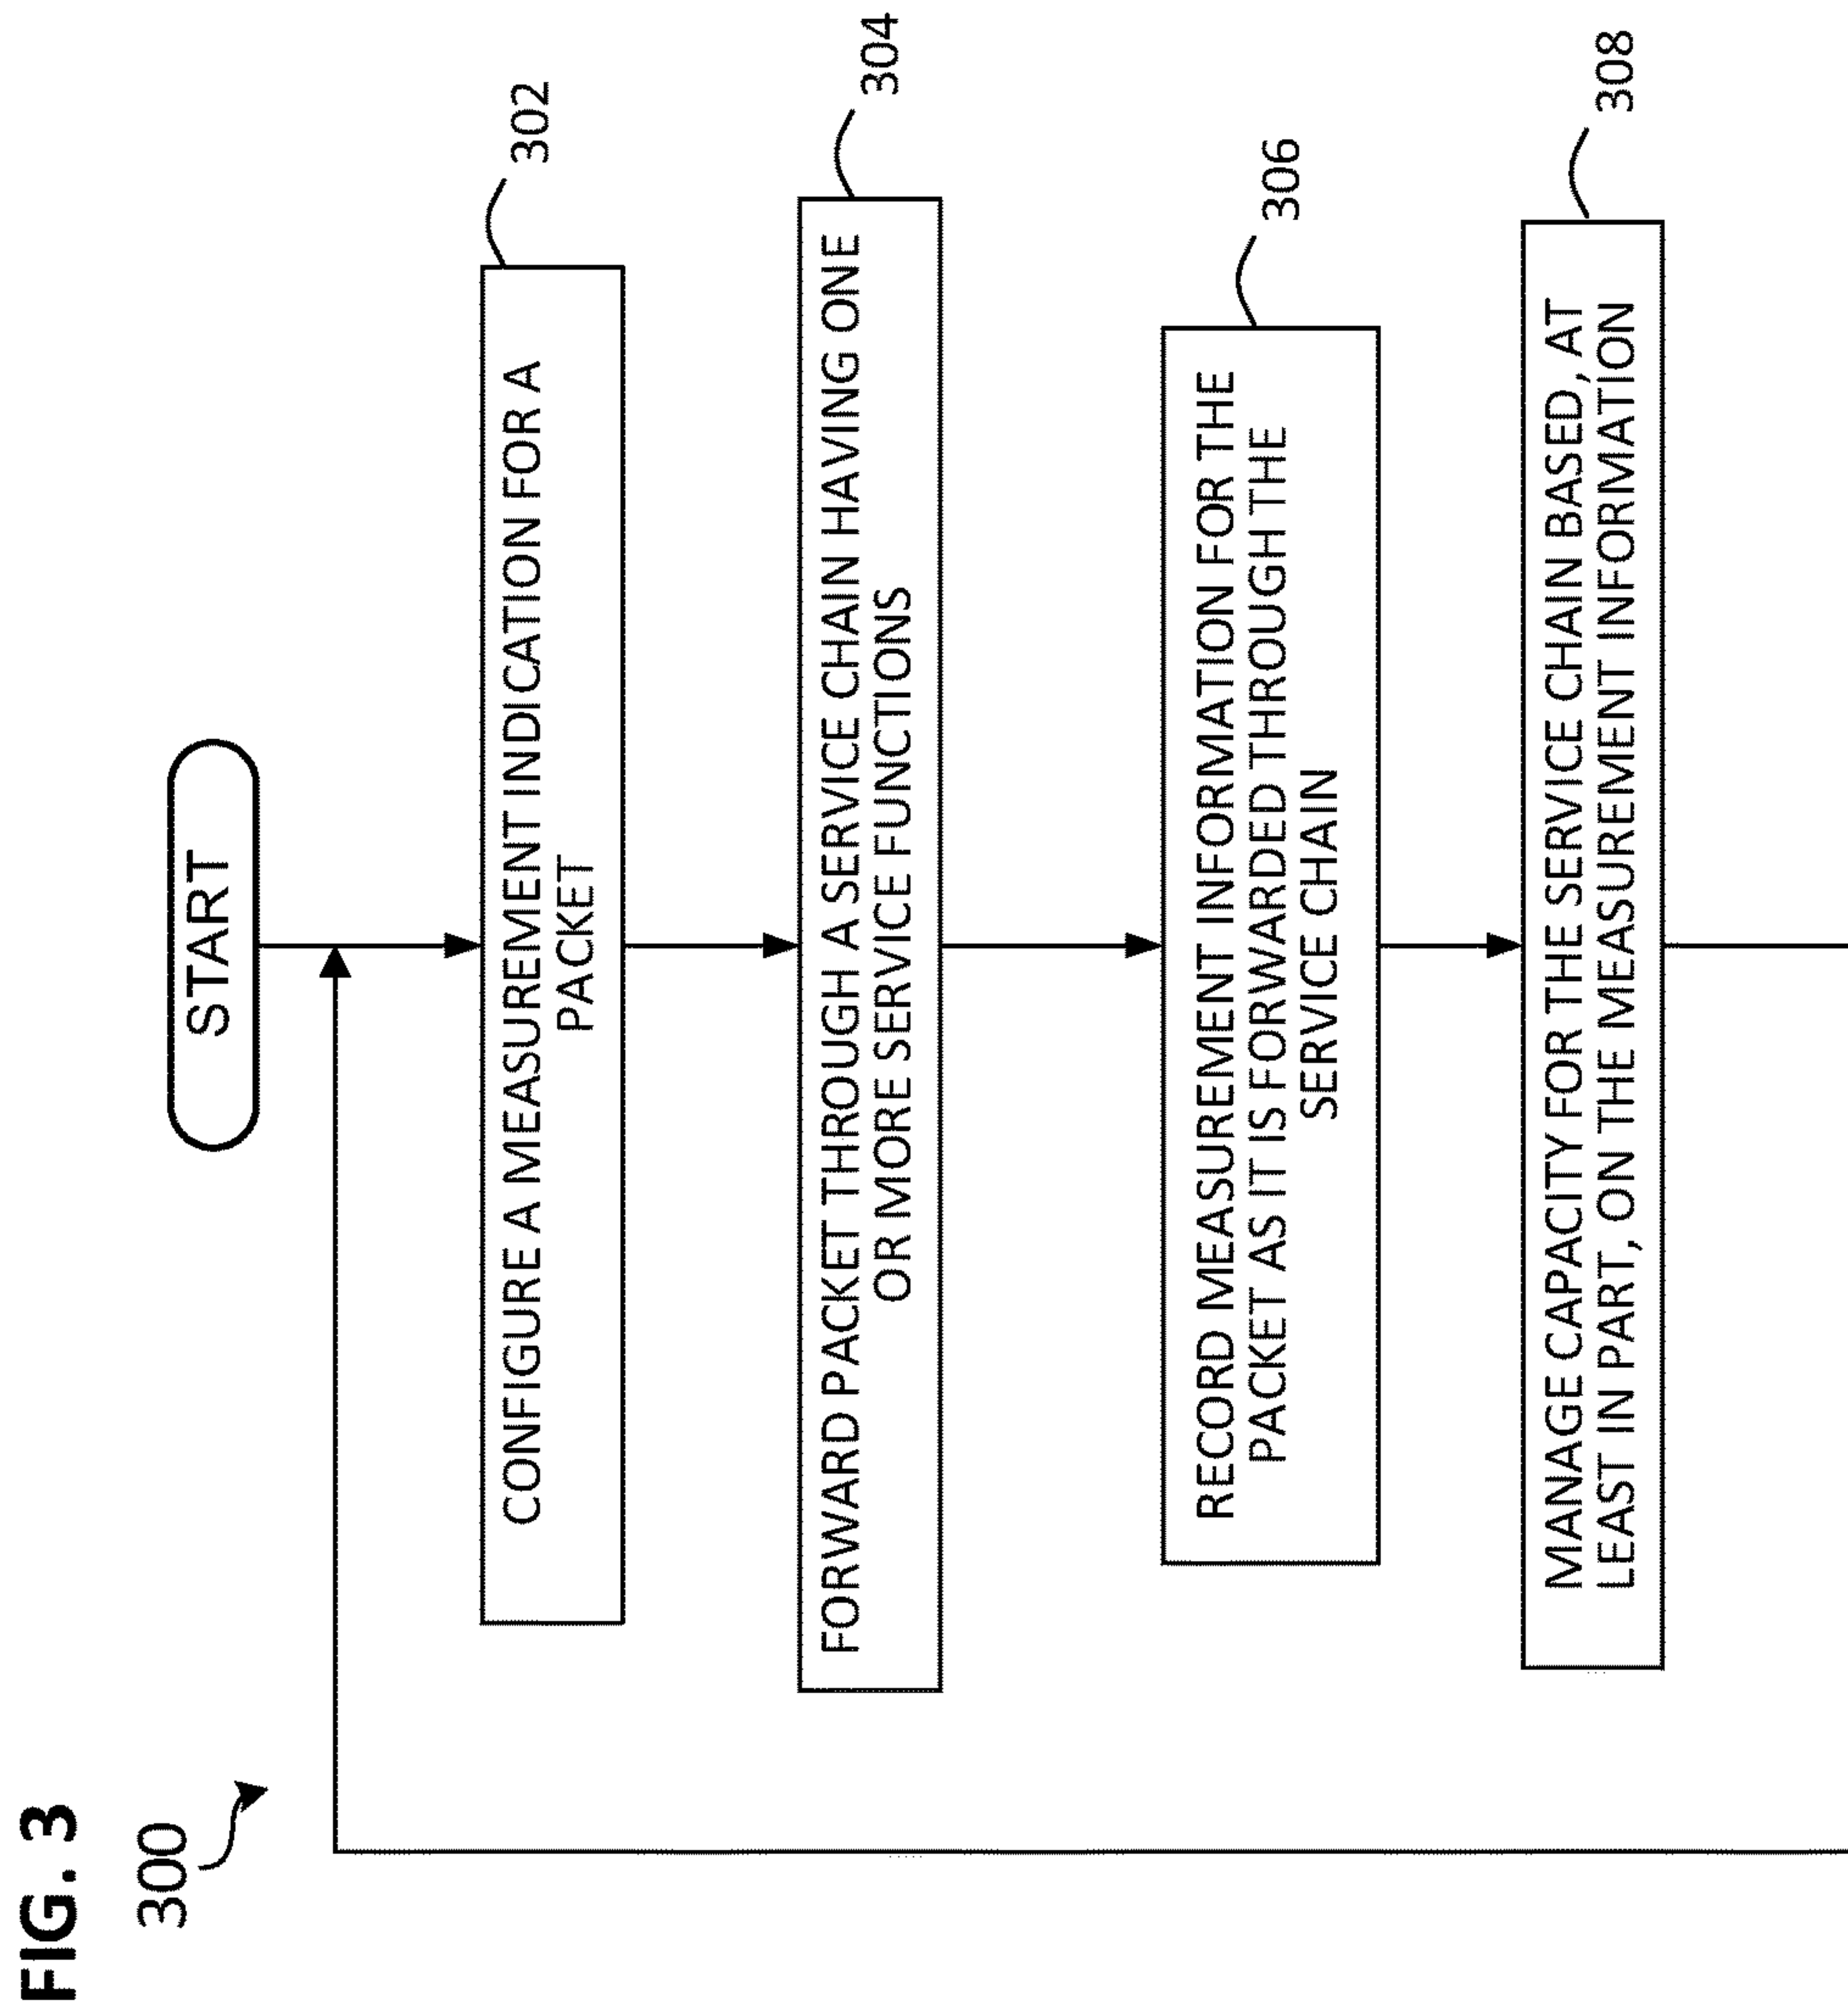 FIG. 3
300
START
302
CONFIGURE A MEASUREMENT INDICATION FOR A
PACKET
304
FORWARD PACKET THROUGH A SERVICE CHAIN HAVING ONE
OR MORE SERVICE FUNCTIONS
306
RECORD MEASUREMENT INFORMATION FOR THE
PACKET AS IT IS FORWARDED THROUGH THE
SERVICE CHAIN
308
MANAGE CAPACITY FOR THE SERVICE CHAIN BASED, AT
LEAST IN PART, ON THE MEASUREMENT INFORMATION